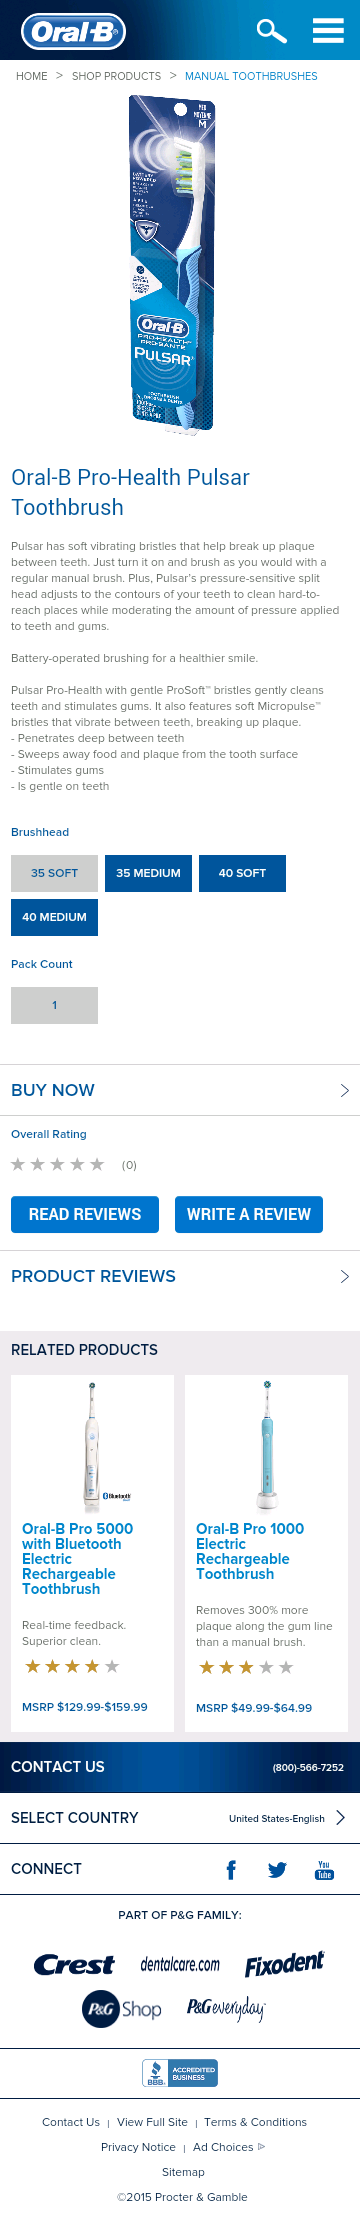 Oral-B
HOME > SHOP PRODUCTS > MANUAL TOOTHBRUSHES
Oral-B
PRO-HEALTH
PRO-SANTÉ
PULSAR
Oral-B Pro-Health Pulsar
Toothbrush
Pulsar has soft vibrating bristles that help break up plaque
between teeth. Just turn it on and brush as you would with a
regular manual brush. Plus, Pulsar's pressure-sensitive split
head adjusts to the contours of your teeth to clean hard-to-
reach places while moderating the amount of pressure applied
to teeth and gums.
Battery-operated brushing for a healthier smile.
Pulsar Pro-Health with gentle ProSoft™ bristles gently cleans
teeth and stimulates gums. It also features soft Micropulse™
bristles that vibrate between teeth, breaking up plaque.
- Penetrates deep between teeth
- Sweeps away food and plaque from the tooth surface
- Stimulates gums
- Is gentle on teeth
Brushhead
35 SOFT 35 MEDIUM 40 SOFT
40 MEDIUM
Pack Count
1
BUY NOW
Overall Rating
(0)
READ REVIEWS WRITE A REVIEW
PRODUCT REVIEWS
RELATED PRODUCTS
Bluetooth
Oral-B Pro 5000
with Bluetooth
Electric
Rechargeable
Toothbrush
Real-time feedback.
Superior clean.
MSRP $129.99-$159.99
Oral-B Pro 1000
Electric
Rechargeable
Toothbrush
Removes 300% more
plaque along the gum line
than a manual brush.
MSRP $49.99-$64.99
CONTACT US (800)-566-7252
SELECT COUNTRY United States-English
CONNECT
You
Tube
PART OF P&G FAMILY:
Crest dentalcare.com Fixodent
P&G Shop P&G everyday
BBB. ACCREDITED
BUSINESS
Contact Us | View Full Site | Terms & Conditions
Privacy Notice | Ad Choices
Sitemap
©2015 Procter & Gamble